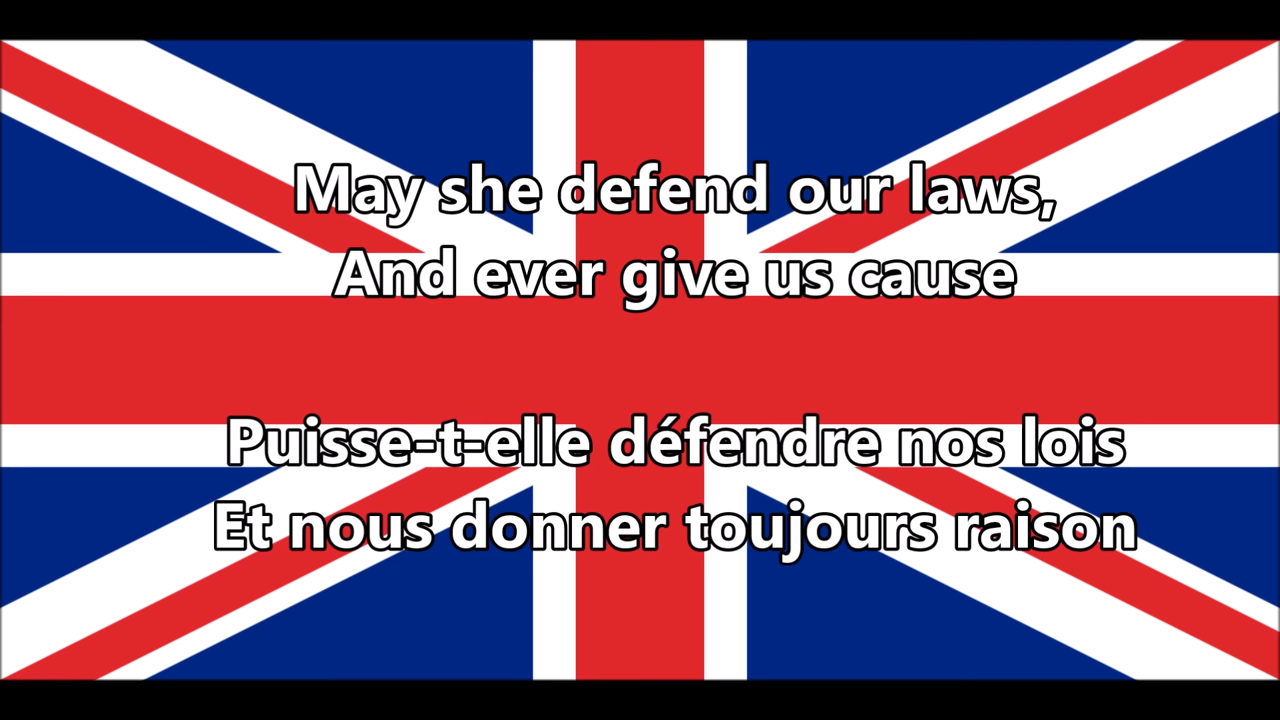 May she defend our laws,
And ever give us cause
Puisse-t-elle défendre nos lois
Et nous donner toujours raison